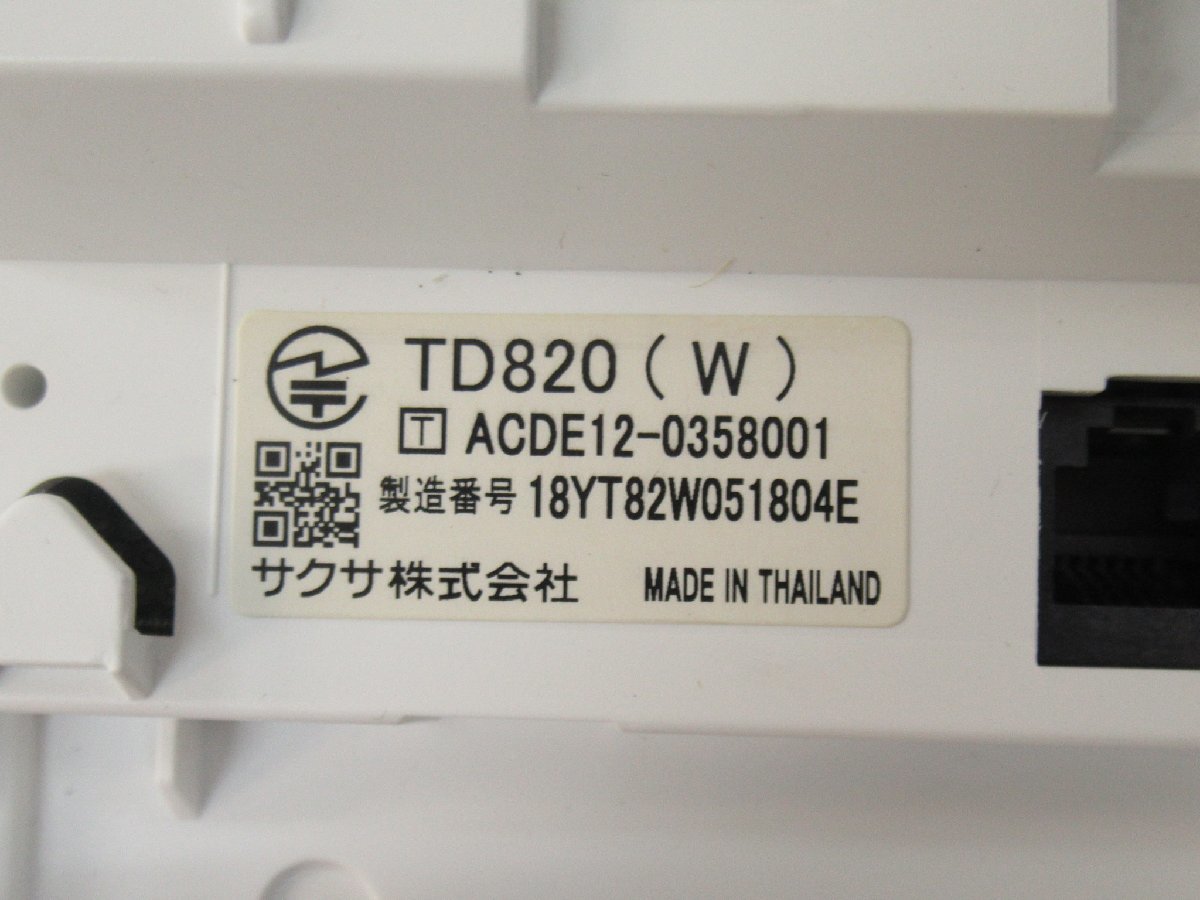 TD820（W）
T ACDE12-0358001
製造番号 18YT82W051804E
サクサ株式会社 MADE IN THAILAND